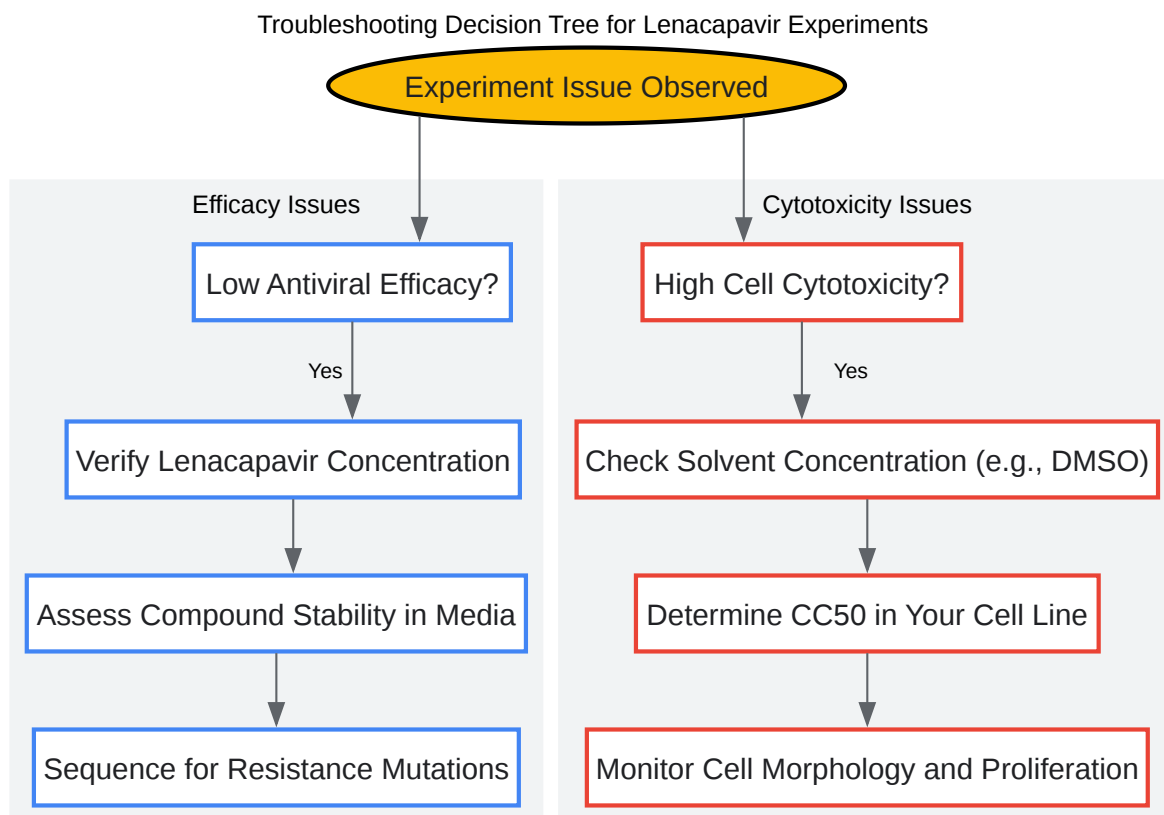 Troubleshooting Decision Tree for Lenacapavir Experiments
Experiment Issue Observed
Efficacy Issues
Low Antiviral Efficacy?
Yes
Verify Lenacapavir Concentration
Assess Compound Stability in Media
Sequence for Resistance Mutations
Cytotoxicity Issues
High Cell Cytotoxicity?
Yes
Check Solvent Concentration (e.g., DMSO)
Determine CC50 in Your Cell Line
Monitor Cell Morphology and Proliferation